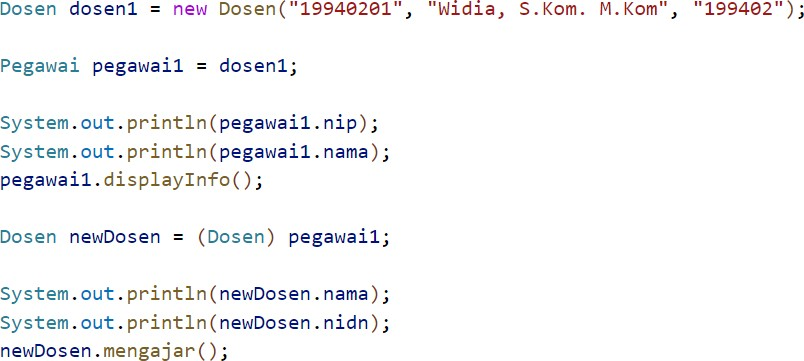 Dosen dosen1 = new Dosen("19940201", "Widia, S.Kom. M.Kom", "199402");
Pegawai pegawai1 = dosen1;
System.out.println(pegawai1.nip);
System.out.println(pegawai1.nama);
pegawai1.displayInfo();
Dosen newDosen = (Dosen) pegawai1;
System.out.println(newDosen.nama);
System.out.println(newDosen.nidn);
newDosen.mengajar();